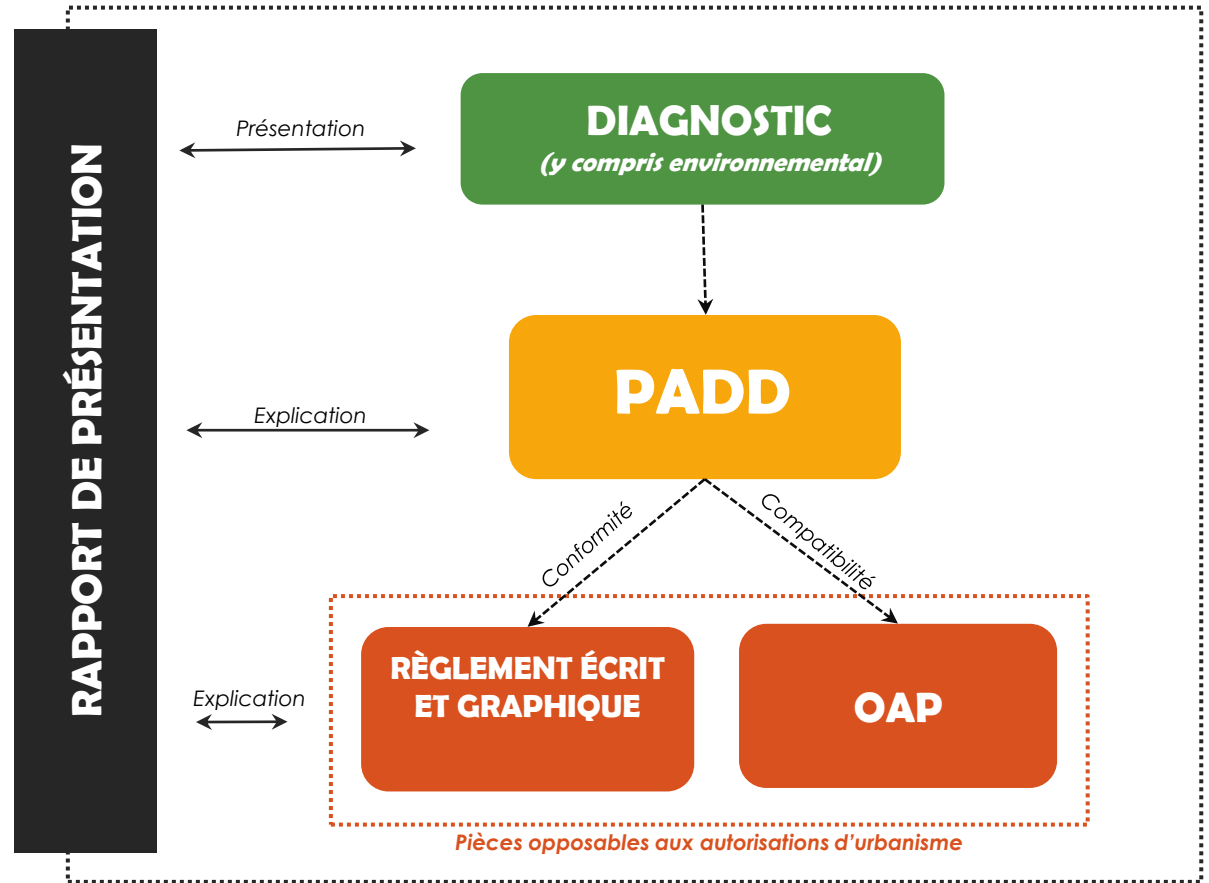 RAPPORT DE PRÉSENTATION
Présentation
DIAGNOSTIC
(y compris environnemental)
Explication
PADD
Conformité
Compatibilité
Explication
RÈGLEMENT ÉCRIT
ET GRAPHIQUE
OAP
Pièces opposables aux autorisations d'urbanisme